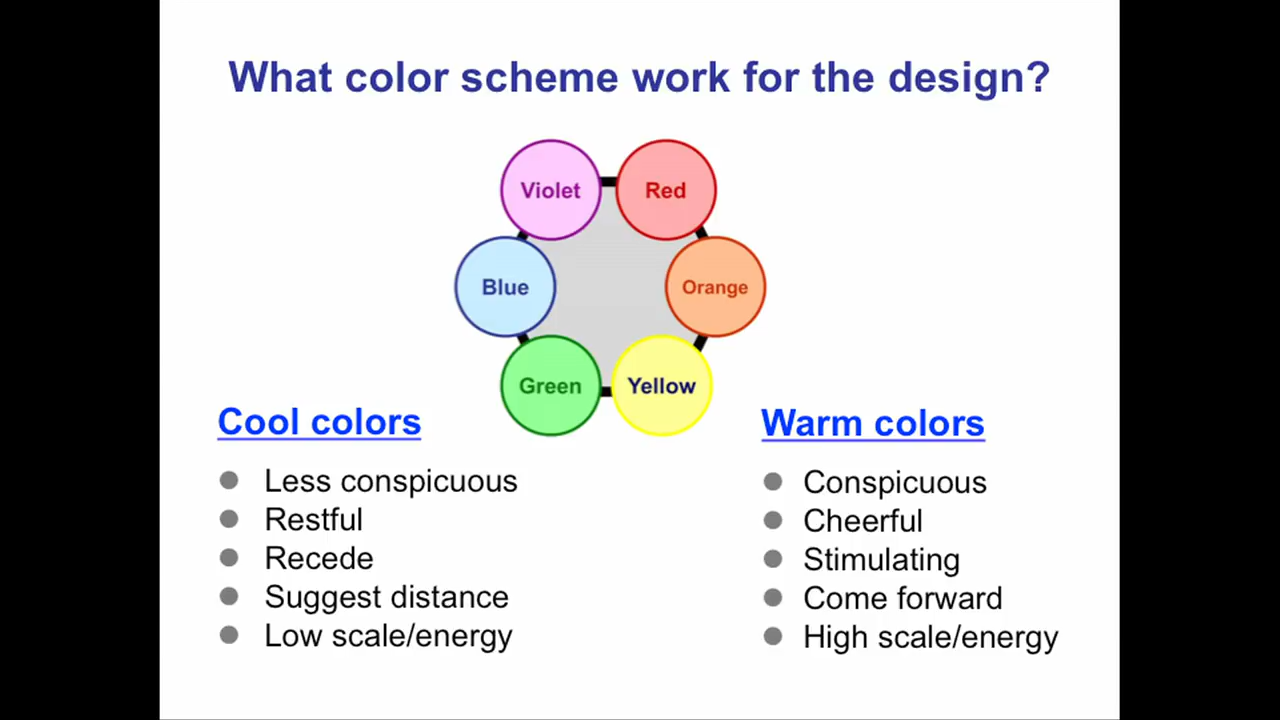 What color scheme work for the design?
Violet
Red
Blue
Orange
Green
Yellow
Cool colors
Less conspicuous
Restful
Recede
Suggest distance
Low scale/energy
Warm colors
Conspicuous
Cheerful
Stimulating
Come forward
High scale/energy